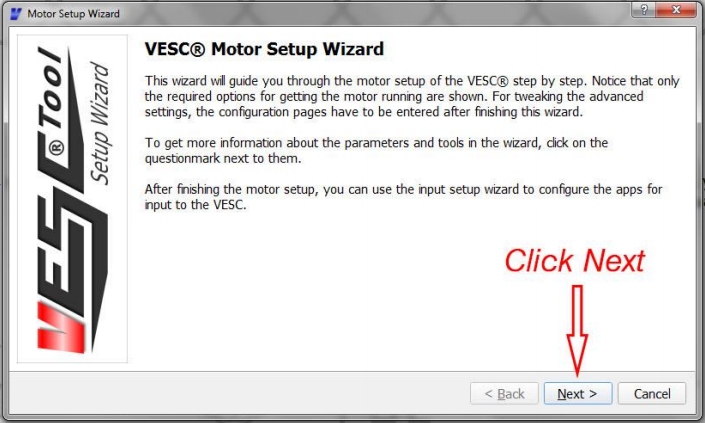 Motor Setup Wizard
VESC® Tool
Setup Wizard
VESC® Motor Setup Wizard
This wizard will guide you through the motor setup of the VESC® step by step. Notice that only
the required options for getting the motor running are shown. For tweaking the advanced
settings, the configuration pages have to be entered after finishing this wizard.
To get more information about the parameters and tools in the wizard, click on the
questionmark next to them.
After finishing the motor setup, you can use the input setup wizard to configure the apps for
input to the VESC.
Click Next
< Back
Next >
Cancel